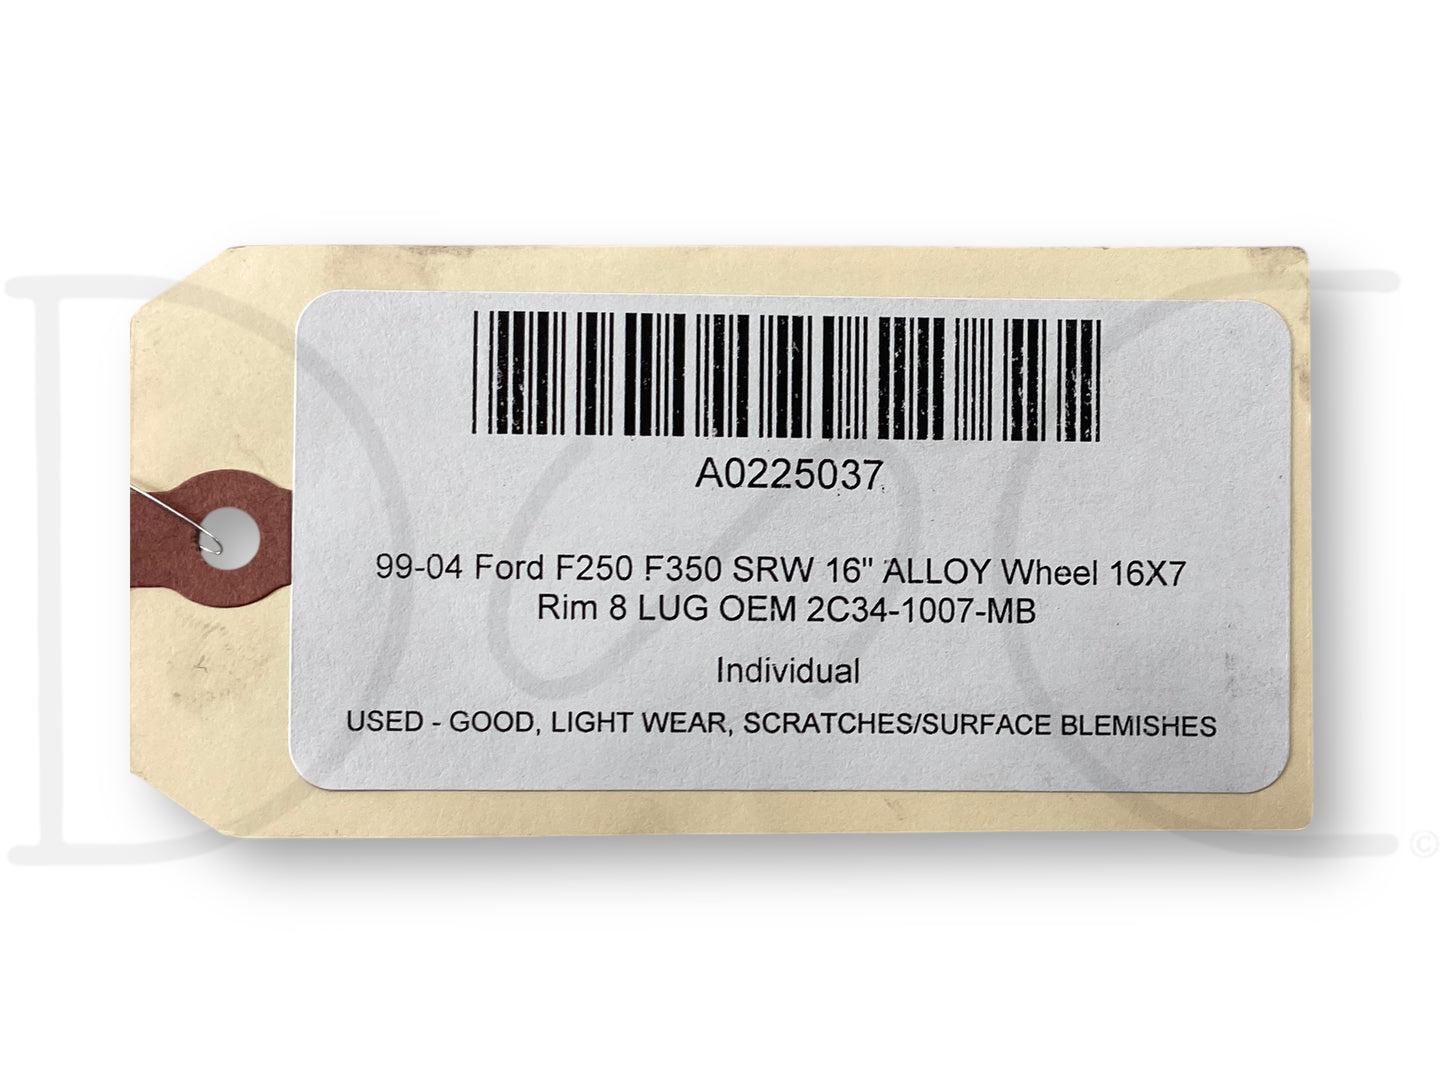 A0225037
99-04 Ford F250 F350 SRW 16" ALLOY Wheel 16X7
Rim 8 LUG OEM 2C34-1007-MB
Individual
USED - GOOD, LIGHT WEAR, SCRATCHES/SURFACE BLEMISHES
©